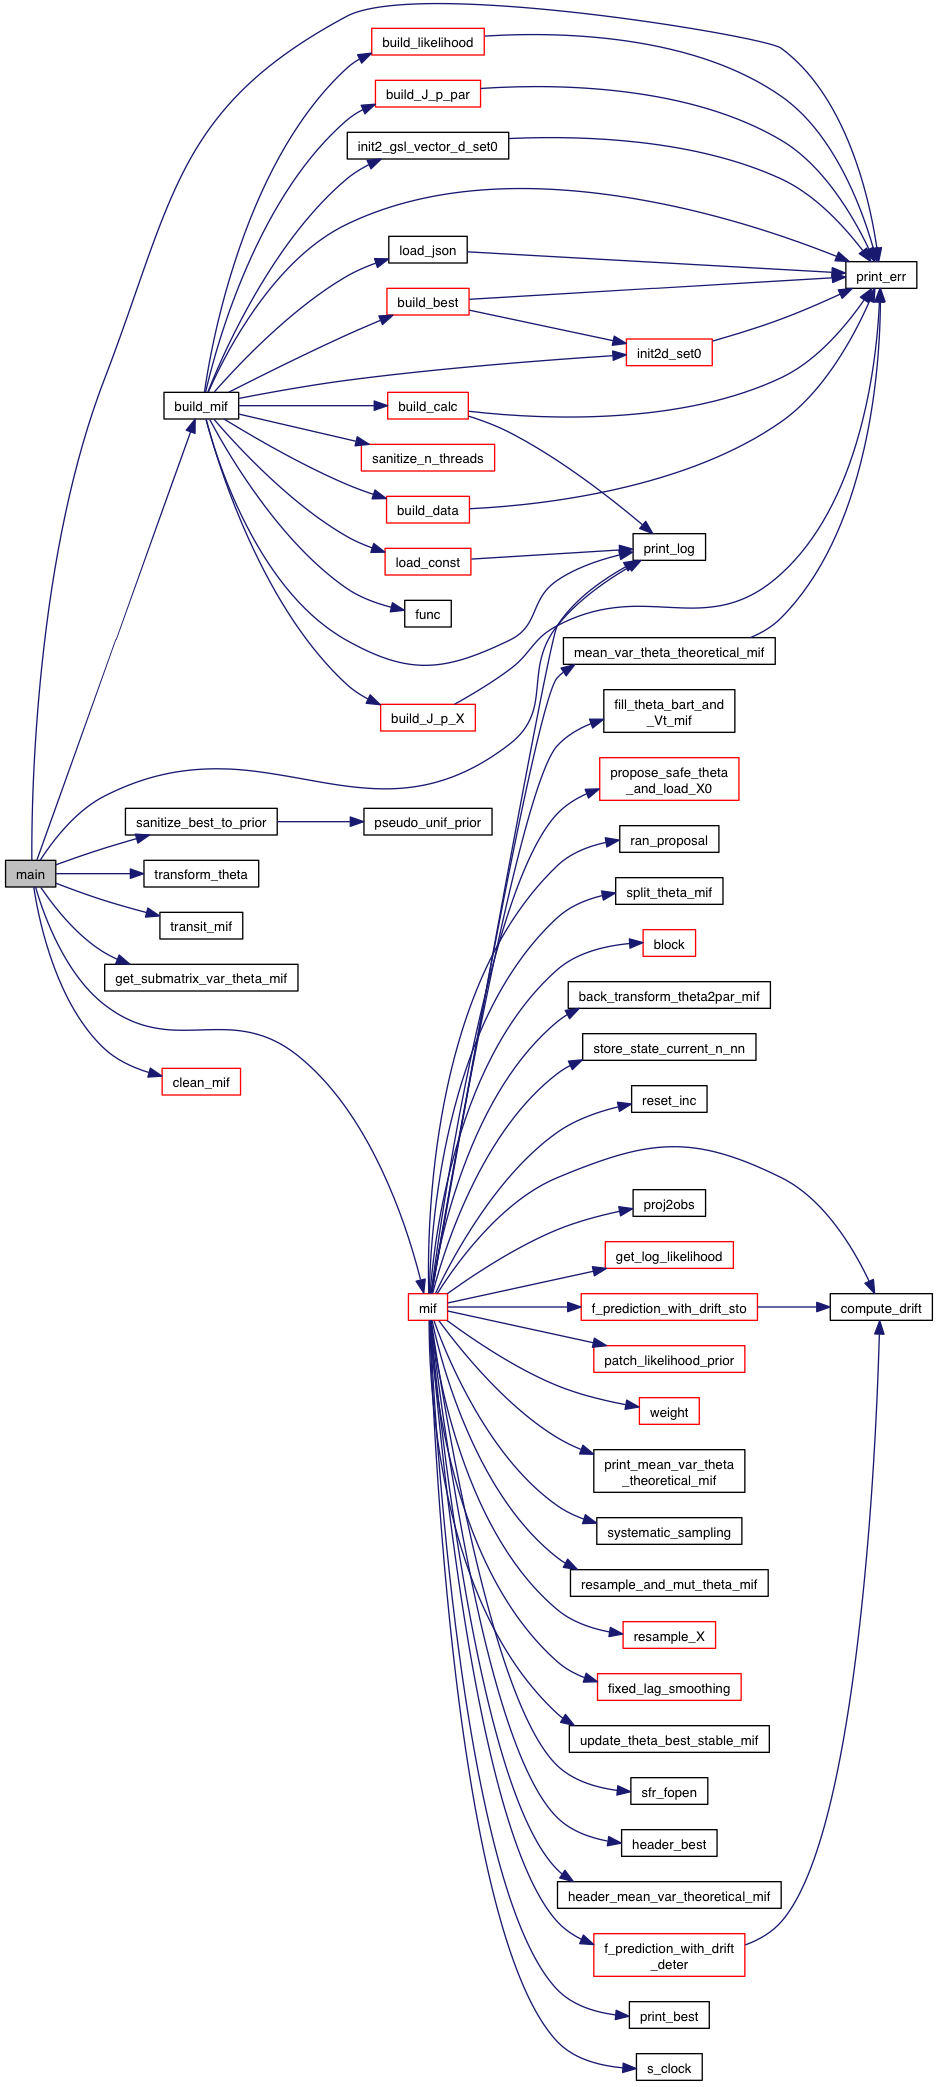 build_likelihood
build_J_p_par
init2_gsl_vector_d_set0
load_json
print_err
build_best
init2d_set0
build_mif
build_calc
sanitize_n_threads
build_data
print_log
load_const
func
mean_var_theta_theoretical_mif
build_J_p_X
fill_theta_bart_and
_Vt_mif
propose_safe_theta
_and_load_X0
sanitize_best_to_prior
pseudo_unif_prior
ran_proposal
main
transform_theta
split_theta_mif
transit_mif
block
get_submatrix_var_theta_mif
back_transform_theta2par_mif
store_state_current_n_nn
clean_mif
reset_inc
proj2obs
get_log_likelihood
mif
f_prediction_with_drift_sto
compute_drift
patch_likelihood_prior
weight
print_mean_var_theta
_theoretical_mif
systematic_sampling
resample_and_mut_theta_mif
resample_X
fixed_lag_smoothing
update_theta_best_stable_mif
sfr_fopen
header_best
header_mean_var_theoretical_mif
f_prediction_with_drift
_deter
print_best
s_clock